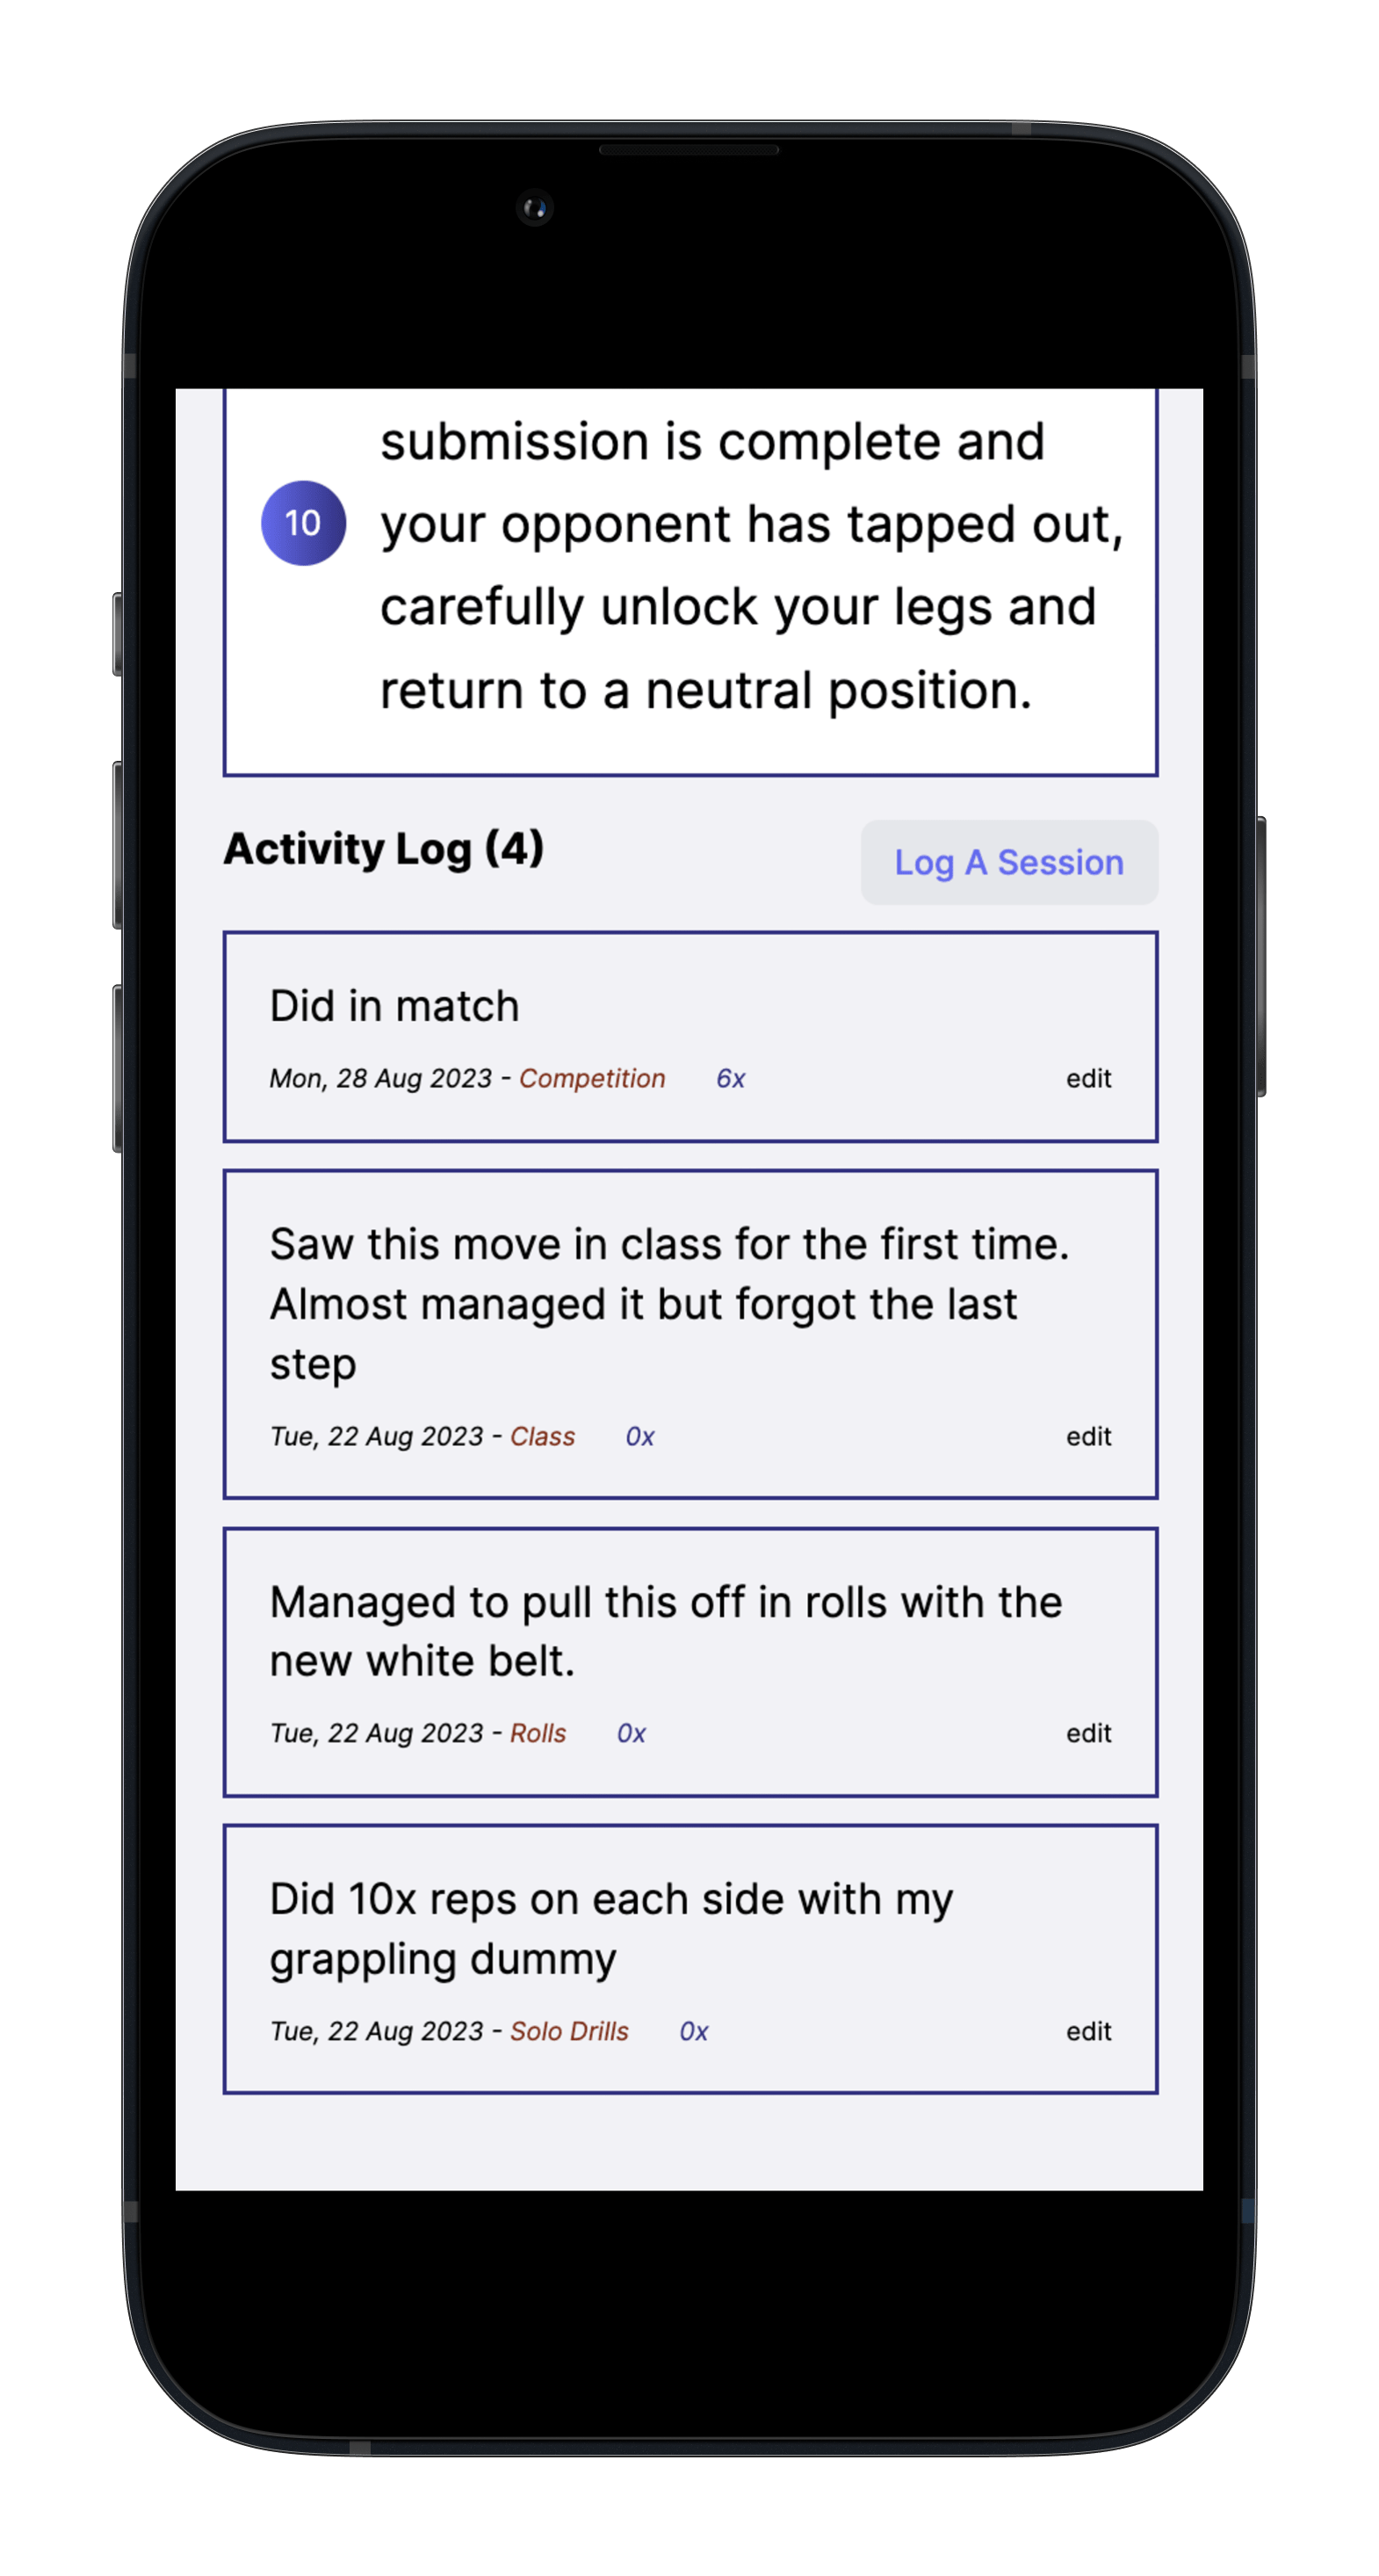 submission is complete and
10
your opponent has tapped out,
carefully unlock your legs and
return to a neutral position.
Activity Log (4)
Log A Session
Did in match
Mon, 28 Aug 2023 - Competition 6x edit
Saw this move in class for the first time.
Almost managed it but forgot the last
step
Tue, 22 Aug 2023 - Class 0x edit
Managed to pull this off in rolls with the
new white belt.
Tue, 22 Aug 2023 - Rolls 0x edit
Did 10x reps on each side with my
grappling dummy
Tue, 22 Aug 2023 - Solo Drills 0x edit